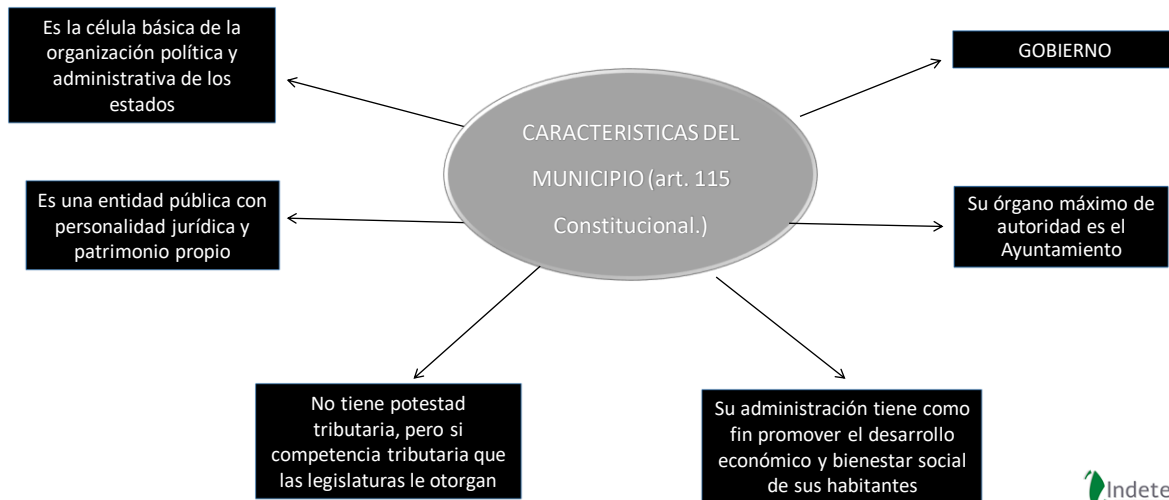 Es la célula básica de la
organización política y
administrativa de los
estados
GOBIERNO
CARACTERISTICAS DEL
MUNICIPIO (art. 115
Constitucional.)
Es una entidad pública con
personalidad jurídica y
patrimonio propio
Su órgano máximo de
autoridad es el
Ayuntamiento
No tiene potestad
tributaria, pero si
competencia tributaria que
las legislaturas le otorgan
Su administración tiene como
fin promover el desarrollo
económico y bienestar social
de sus habitantes
Indete